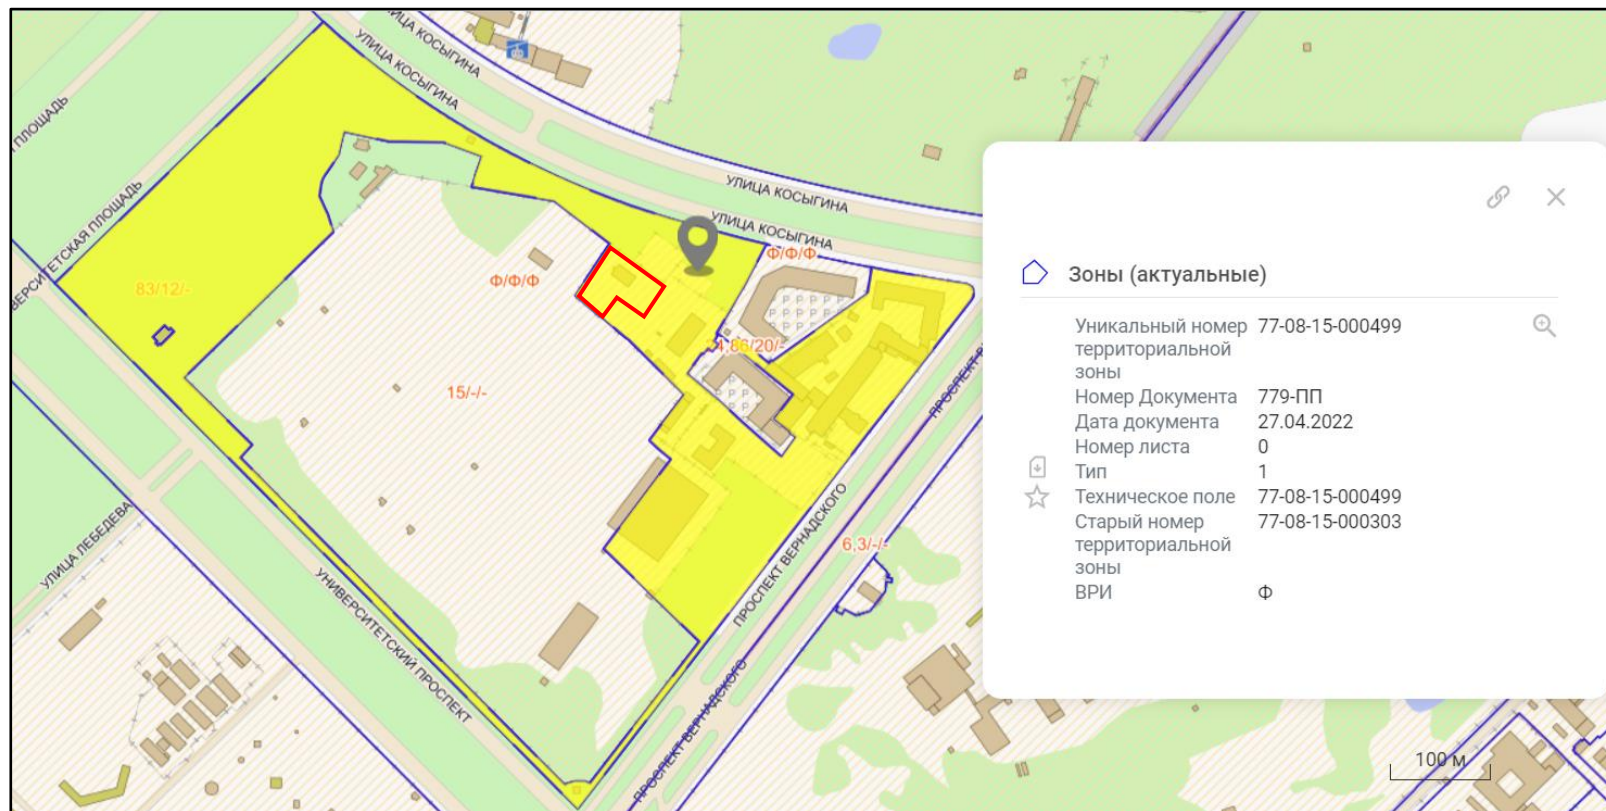 УЛИЦА КОСЫГИНА
УЛИЦА КОСЫГИНА
ПЛОЩАДЬ
УЛИЦА КОСЫГИНА
УЛИЦА КОСЫГИНА
УНИВЕРСИТЕТСКАЯ ПЛОЩАДЬ
Ф/Ф/Ф
Ф/Ф/Ф
83/12/-
P P P P P
P P P P
/20/-
15/-/-
P P
P P P
P P
ПРОСПЕКТ
6,3/-/-
ПРОСПЕКТ ВЕРНАДСКОГО
УЛИЦА ЛЕБЕДЕВА
УНИВЕРСИТЕТСКИЙ ПРОСПЕКТ
ПРОСПЕКТ ВЕРНАДСКОГО
Зоны (актуальные)
Уникальный номер 77-08-15-000499
территориальной
зоны
Номер Документа 779-ПП
Дата документа 27.04.2022
Номер листа 0
Тип 1
Техническое поле 77-08-15-000499
Старый номер 77-08-15-000303
территориальной
зоны
ВРИ Ф
100 м